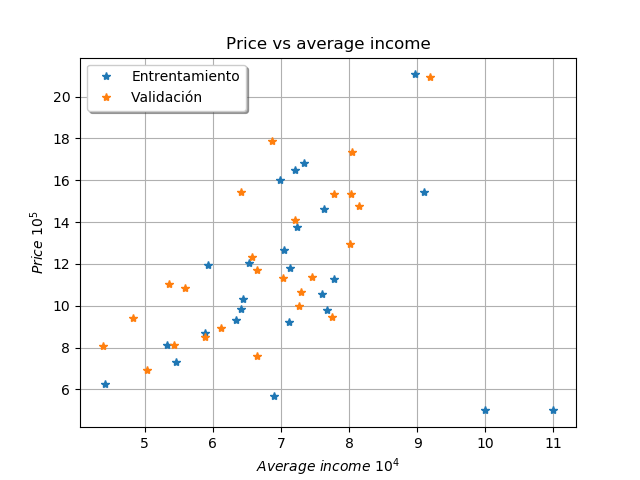 Price vs average income
Entrentamiento
Validación
Price 10^5
20
18
16
14
12
10
8
6
5 6 7 8 9 10 11
Average income 10^4